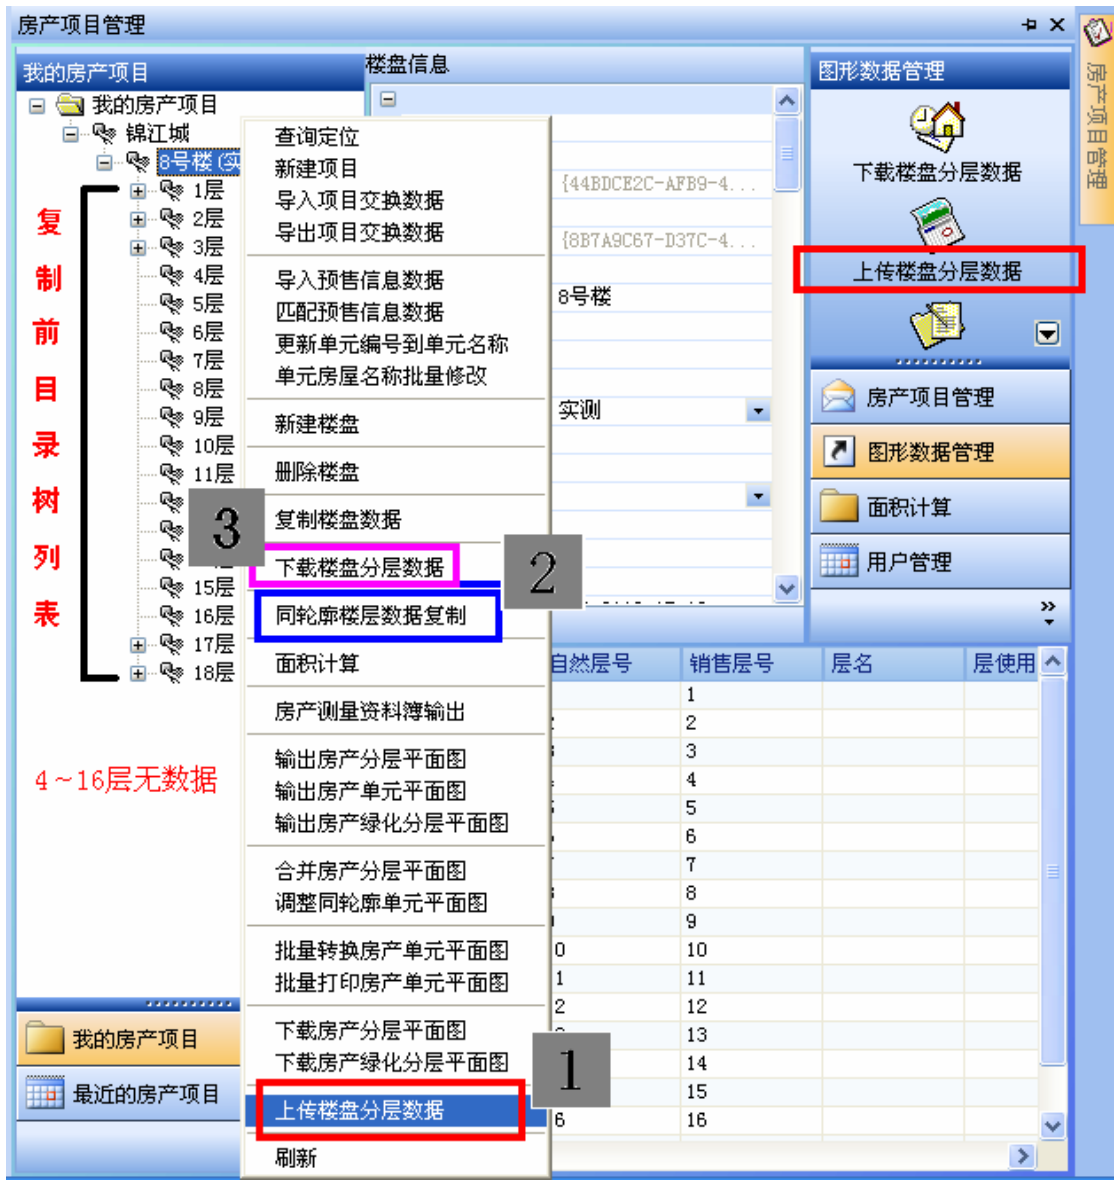 房产项目管理
我的房产项目
我的房产项目
锦江城
8号楼(实
1层
2层
3层
4层
5层
6层
7层
8层
9层
10层
11层
15层
16层
17层
18层
复
制
前
目
录
树
列
表
4~16层无数据
我的房产项目
最近的房产项目
查询定位
新建项目
导入项目交换数据
导出项目交换数据
导入预售信息数据
匹配预售信息数据
更新单元编号到单元名称
单元房屋名称批量修改
新建楼盘
删除楼盘
复制楼盘数据
3
下载楼盘分层数据
2
同轮廓楼层数据复制
面积计算
房产测量资料簿输出
输出房产分层平面图
输出房产单元平面图
输出房产绿化分层平面图
合并房产分层平面图
调整同轮廓单元平面图
批量转换房产单元平面图
批量打印房产单元平面图
下载房产分层平面图
下载房产绿化分层平面图
1
上传楼盘分层数据
刷新
楼盘信息
{44BDCE2C-AFB9-4...
{8B7A9C67-D37C-4...
8号楼
实测
自然层号 销售层号 层名 层使用
1
2
3
4
5
6
7
8
9
0 10
1 11
2 12
13
14
15
6 16
图形数据管理
下载楼盘分层数据
上传楼盘分层数据
房产项目管理
图形数据管理
面积计算
用户管理
房产项目管理